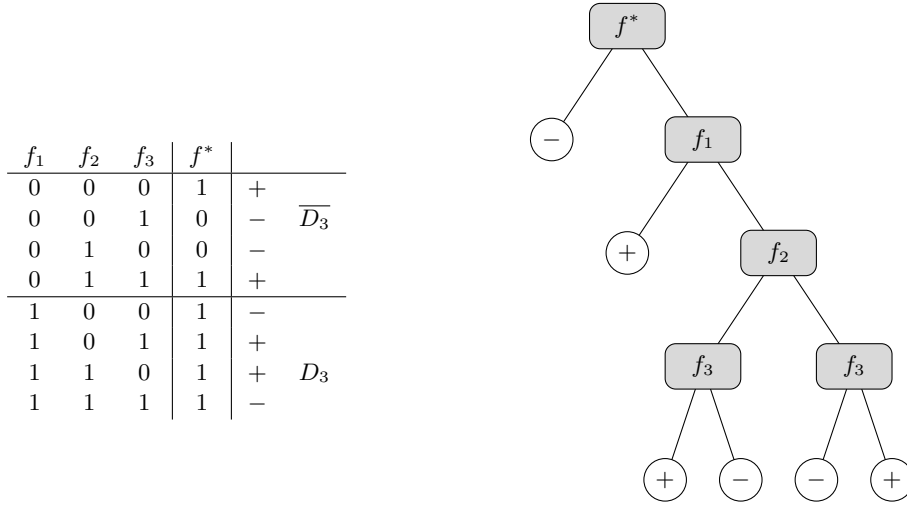 f₁ f₂ f₃ f*
0 0 0 1 +
0 0 1 0 − D̅₃̅
0 1 0 0 −
0 1 1 1 +
1 0 0 1 −
1 0 1 1 +
1 1 0 1 + D₃
1 1 1 1 −
f*
− f₁
+ f₂
f₃ f₃
+ − − +